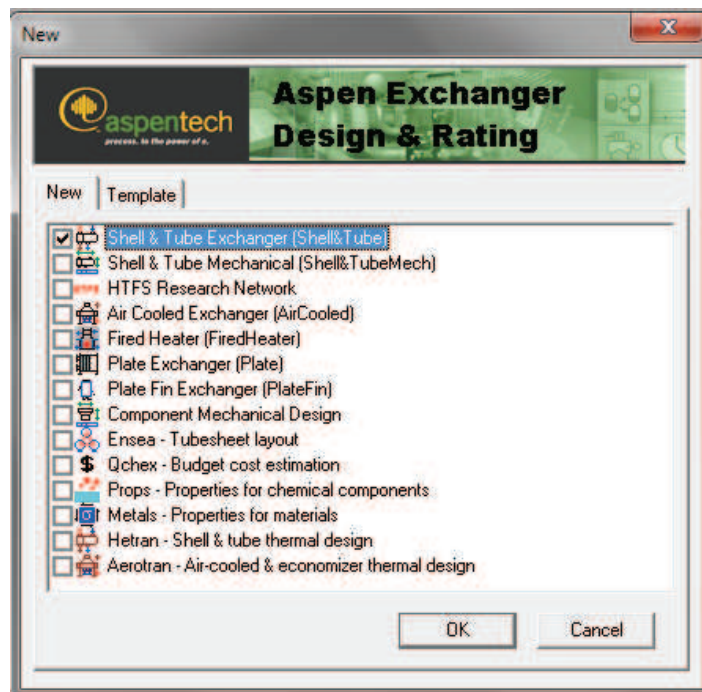 New
aspentech
process. to the power of e.
Aspen Exchanger
Design & Rating
New
Template
Shell & Tube Exchanger (Shell&Tube)
Shell & Tube Mechanical (Shell&TubeMech)
HTFS Research Network
Air Cooled Exchanger (AirCooled)
Fired Heater (FiredHeater)
Plate Exchanger (Plate)
Plate Fin Exchanger (PlateFin)
Component Mechanical Design
Ensea - Tubesheet layout
$ Qchex - Budget cost estimation
Props - Properties for chemical components
Metals - Properties for materials
Hetran - Shell & tube thermal design
Aerotran - Air-cooled & economizer thermal design
OK
Cancel